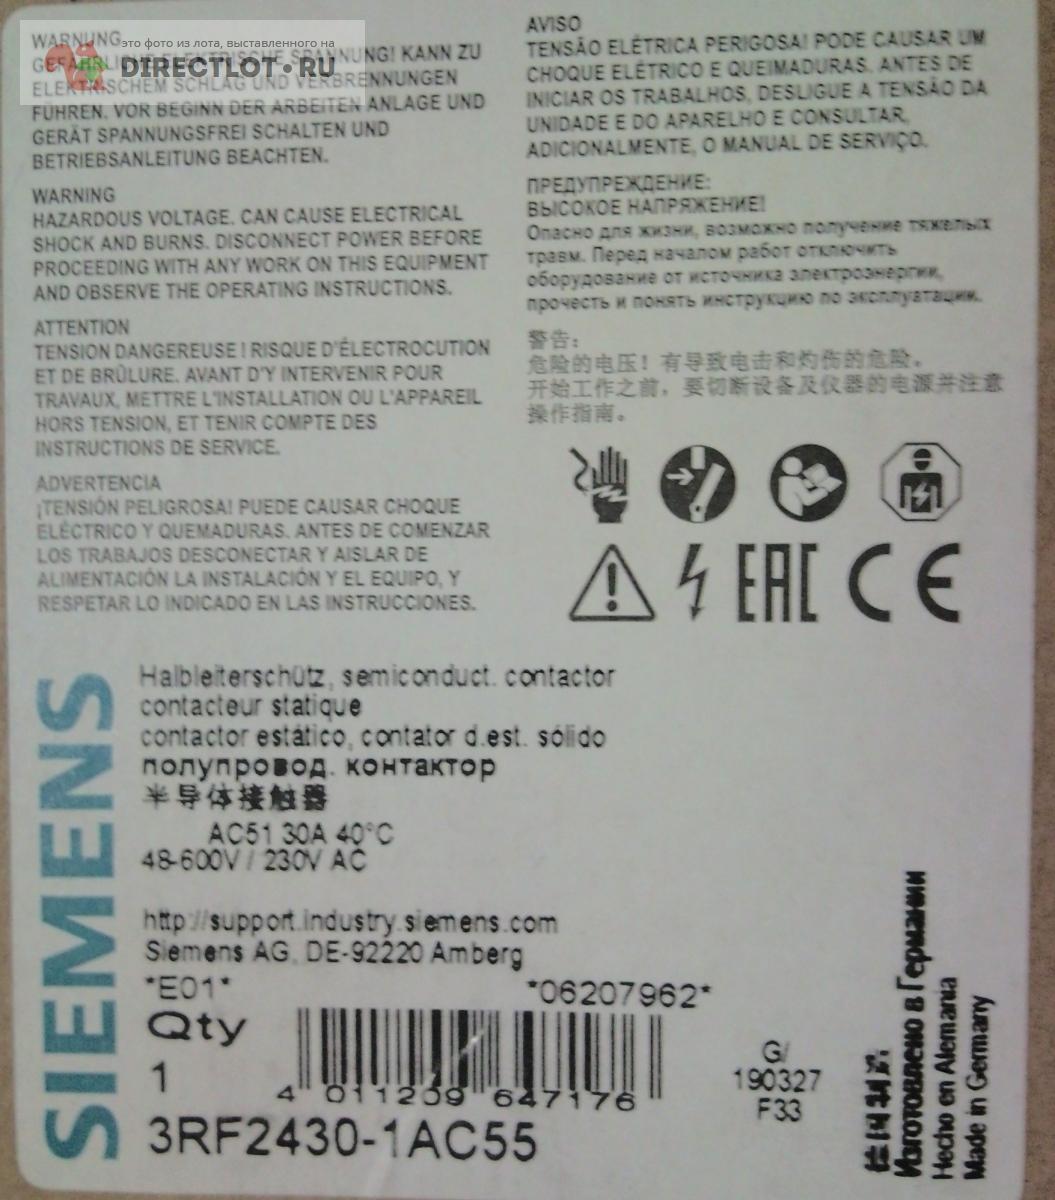 это фото из лота, выставленного на
DIRECTLOT.RU
WARNUNG
GEFÄHRLICHE ELEKTRISCHE SPANNUNG! KANN ZU
ELEKTRISCHEM SCHLAG UND VERBRENNUNGEN
FÜHREN. VOR BEGINN DER ARBEITEN ANLAGE UND
GERÄT SPANNUNGSFREI SCHALTEN UND
BETRIEBSANLEITUNG BEACHTEN.
WARNING
HAZARDOUS VOLTAGE. CAN CAUSE ELECTRICAL
SHOCK AND BURNS. DISCONNECT POWER BEFORE
PROCEEDING WITH ANY WORK ON THIS EQUIPMENT
AND OBSERVE THE OPERATING INSTRUCTIONS.
ATTENTION
TENSION DANGEREUSE ! RISQUE D'ÉLECTROCUTION
ET DE BRÛLURE. AVANT D'Y INTERVENIR POUR
TRAVAUX, METTRE L'INSTALLATION OU L'APPAREIL
HORS TENSION, ET TENIR COMPTE DES
INSTRUCTIONS DE SERVICE.
ADVERTENCIA
¡TENSIÓN PELIGROSA! PUEDE CAUSAR CHOQUE
ELÉCTRICO Y QUEMADURAS. ANTES DE COMENZAR
LOS TRABAJOS DESCONECTAR Y AISLAR DE
ALIMENTACIÓN LA INSTALACIÓN Y EL EQUIPO, Y
RESPETAR LO INDICADO EN LAS INSTRUCCIONES.
AVISO
TENSÃO ELÉTRICA PERIGOSA! PODE CAUSAR UM
CHOQUE ELÉTRICO E QUEIMADURAS. ANTES DE
INICIAR OS TRABALHOS, DESLIGUE A TENSÃO DA
UNIDADE E DO APARELHO E CONSULTAR,
ADICIONALMENTE, O MANUAL DE SERVIÇO.
ПРЕДУПРЕЖДЕНИЕ:
ВЫСОКОЕ НАПРЯЖЕНИЕ!
Опасно для жизни, возможно получение тяжелых
травм. Перед началом работ отключить
оборудование от источника электроэнергии,
прочесть и понять инструкцию по эксплуатации.
警告：
危险的电压！有导致电击和灼伤的危险。
开始工作之前，要切断设备及仪器的电源并注意
操作指南。
EAC CE
SIEMENS
Halbleiterschütz, semiconduct. contactor
contacteur statique
contactor estático, contator d.est. sólido
полупровод. контактор
半导体接触器
AC51 30A 40°C
48-600V / 230V AC
http://support.industry.siemens.com
Siemens AG, DE-92220 Amberg
*E01* *06207962*
Qty
1
4 011209 647176
3RF2430-1AC55
G/
190327
F33
德国制造
Изготовлено в Германии
Hecho en Alemania
Made in Germany